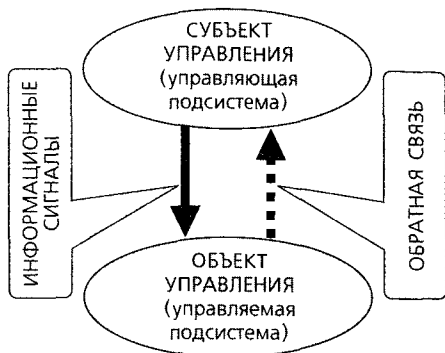 СУБЪЕКТ
УПРАВЛЕНИЯ
(управляющая
подсистема)
ИНФОРМАЦИОННЫЕ
СИГНАЛЫ
ОБРАТНАЯ СВЯЗЬ
ОБЪЕКТ
УПРАВЛЕНИЯ
(управляемая
подсистема)